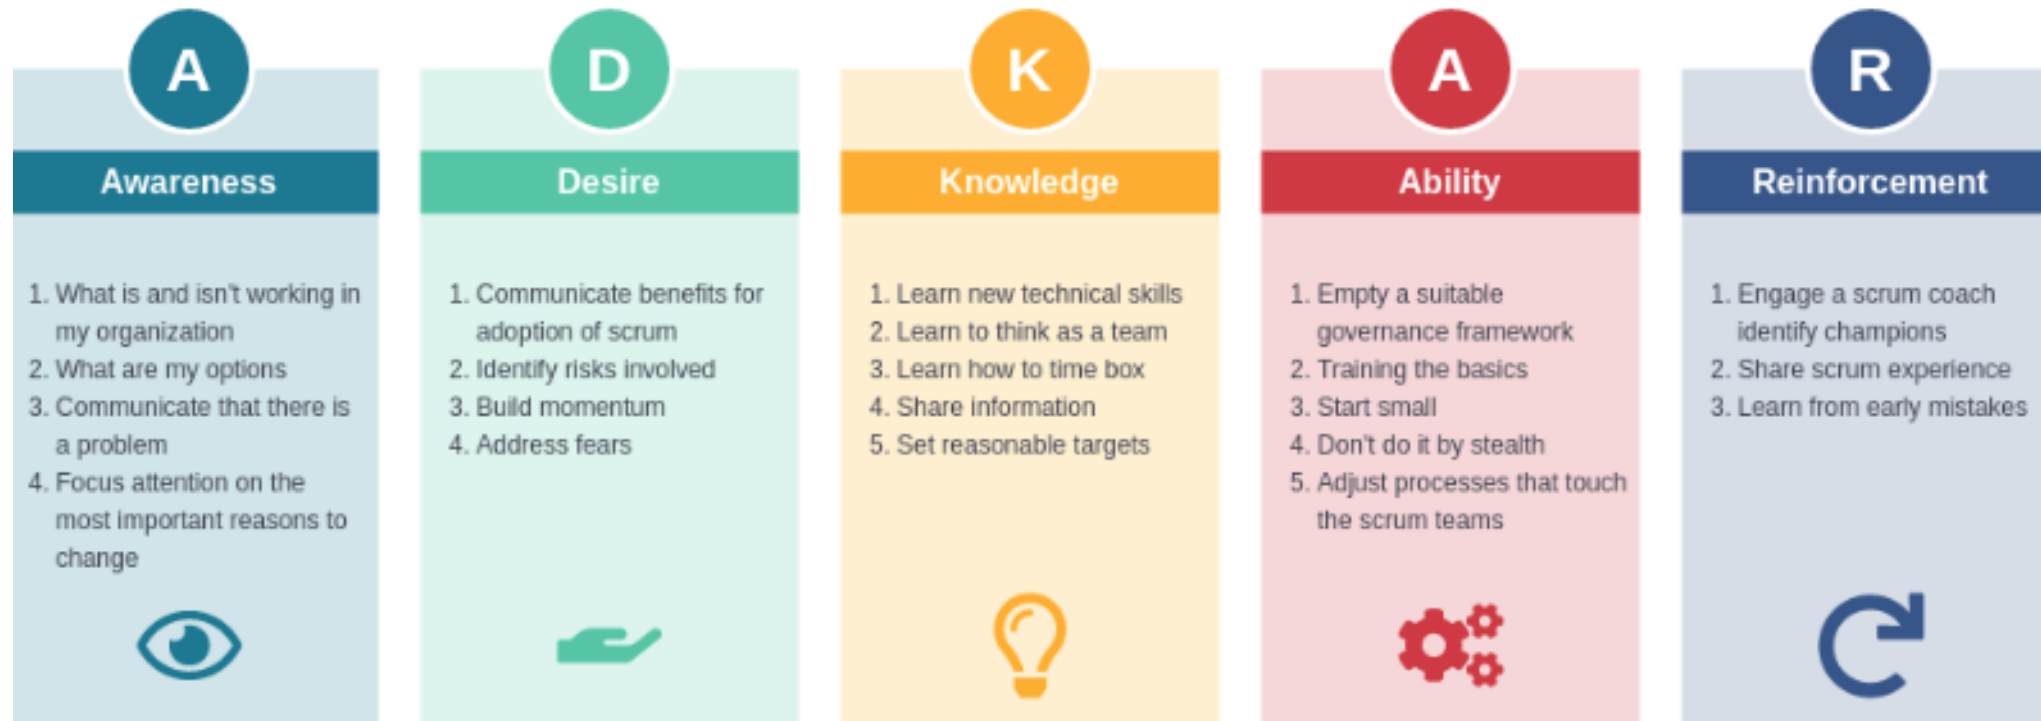 A
Awareness
1. What is and isn't working in
my organization
2. What are my options
3. Communicate that there is
a problem
4. Focus attention on the
most important reasons to
change
D
Desire
1. Communicate benefits for
adoption of scrum
2. Identify risks involved
3. Build momentum
4. Address fears
K
Knowledge
1. Learn new technical skills
2. Learn to think as a team
3. Learn how to time box
4. Share information
5. Set reasonable targets
A
Ability
1. Empty a suitable
governance framework
2. Training the basics
3. Start small
4. Don't do it by stealth
5. Adjust processes that touch
the scrum teams
R
Reinforcement
1. Engage a scrum coach
identify champions
2. Share scrum experience
3. Learn from early mistakes